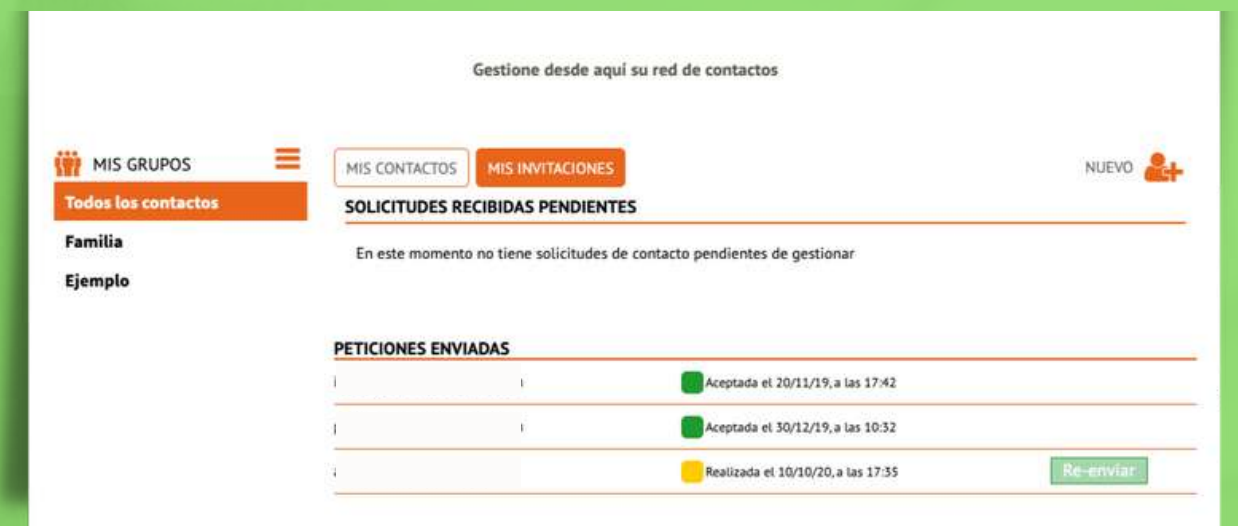 Gestione desde aquí su red de contactos
MIS GRUPOS
Todos los contactos
Familia
Ejemplo
MIS CONTACTOS
MIS INVITACIONES
NUEVO
SOLICITUDES RECIBIDAS PENDIENTES
En este momento no tiene solicitudes de contacto pendientes de gestionar
PETICIONES ENVIADAS
Aceptada el 20/11/19, a las 17:42
Aceptada el 30/12/19, a las 10:32
Realizada el 10/10/20, a las 17:35
Re-enviar